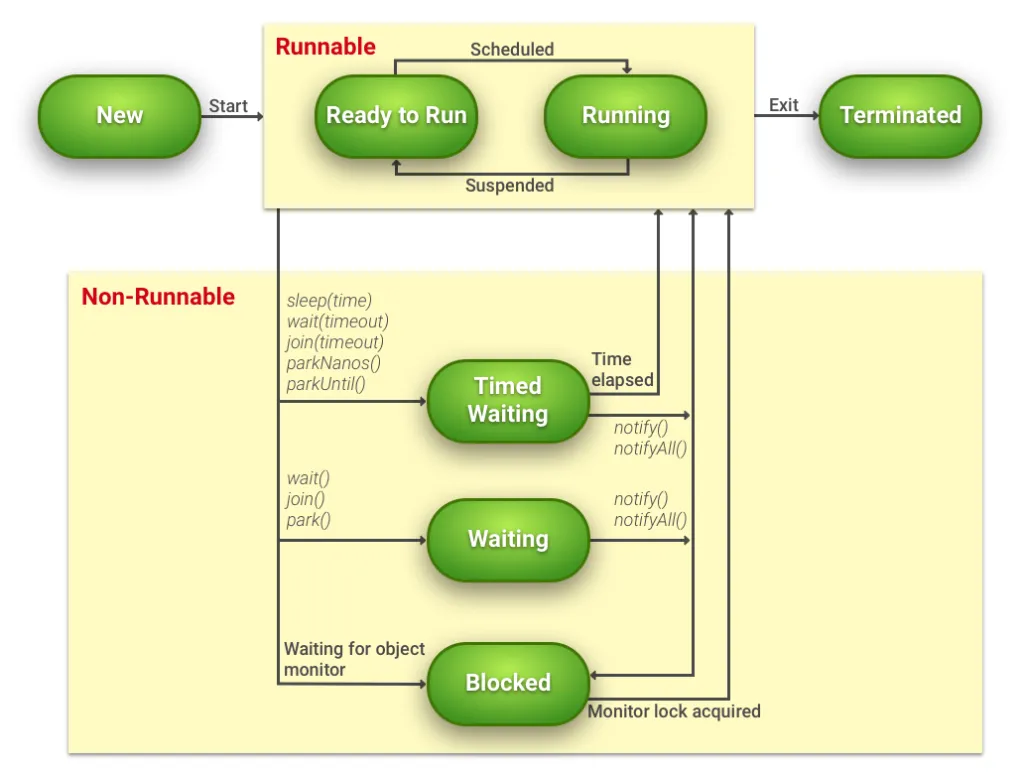 Runnable
Scheduled
New
Start
Ready to Run
Running
Exit
Terminated
Suspended
Non-Runnable
sleep(time)
wait(timeout)
join(timeout)
parkNanos()
parkUntil()
Timed
Waiting
Time
elapsed
notify()
notifyAll()
wait()
join()
park()
Waiting
notify()
notifyAll()
Waiting for object
monitor
Blocked
Monitor lock acquired